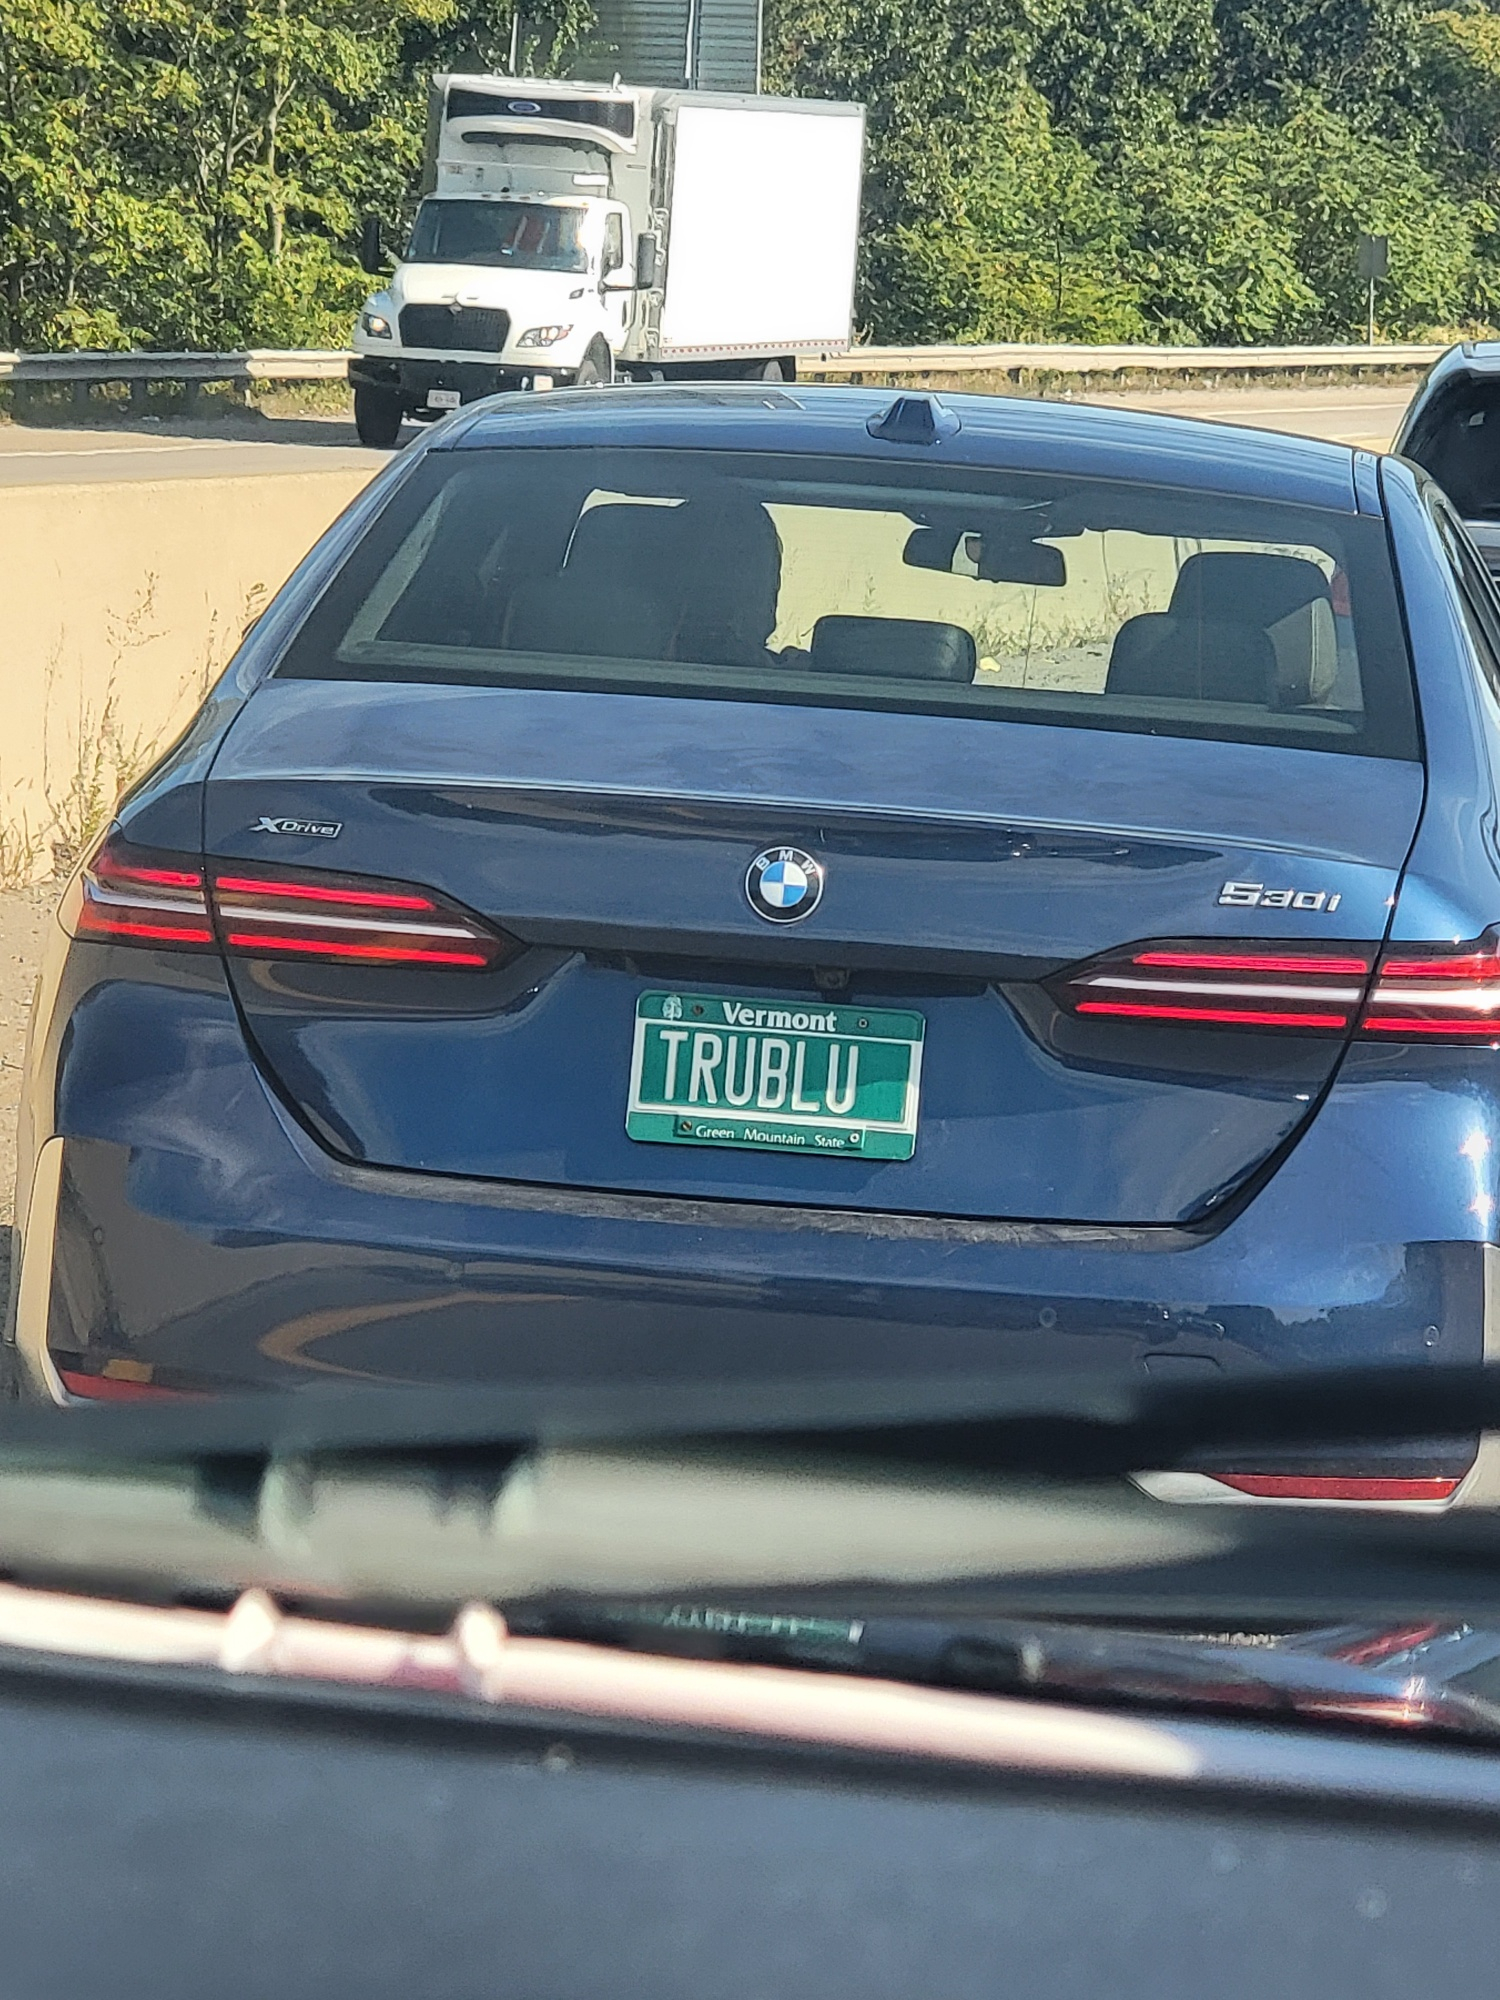 XDrive
BMW
530i
Vermont
TRUBLU
Green Mountain State